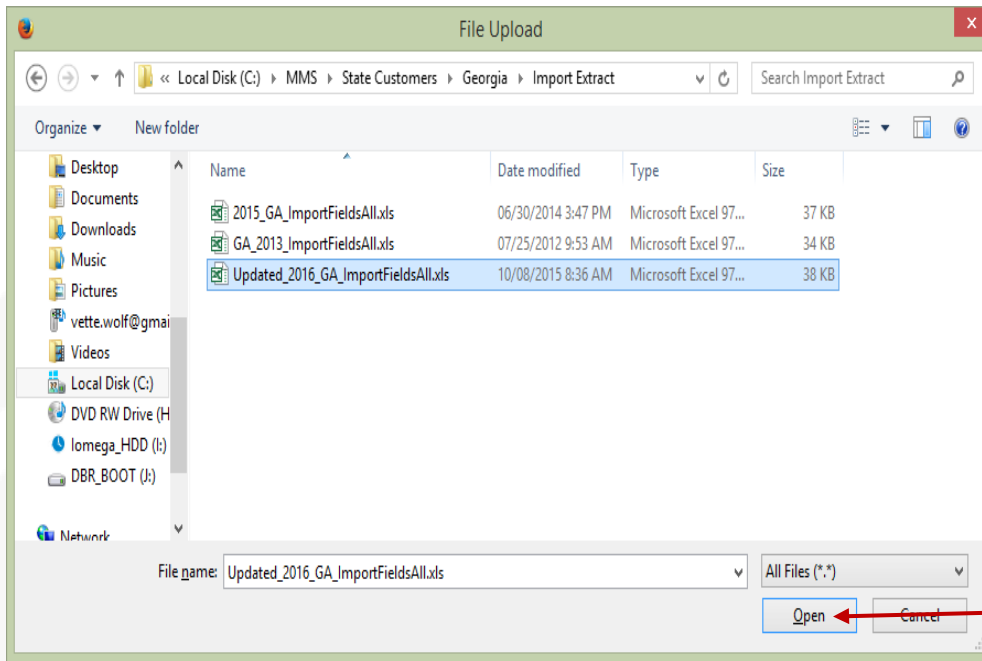 File Upload
x
« Local Disk (C:) ▸ MMS ▸ State Customers ▸ Georgia ▸ Import Extract
Search Import Extract
Organize ▾ New folder
Name Date modified Type Size
Desktop
Documents
Downloads
Music
Pictures
vette.wolf@gmai
Videos
Local Disk (C:)
DVD RW Drive (H
Iomega_HDD (I:)
DBR_BOOT (J:)
Network
2015_GA_ImportFieldsAll.xls 06/30/2014 3:47 PM Microsoft Excel 97... 37 KB
GA_2013_ImportFieldsAll.xls 07/25/2012 9:53 AM Microsoft Excel 97... 34 KB
Updated_2016_GA_ImportFieldsAll.xls 10/08/2015 8:36 AM Microsoft Excel 97... 38 KB
File name: Updated_2016_GA_ImportFieldsAll.xls All Files (*.*)
Open Cancel